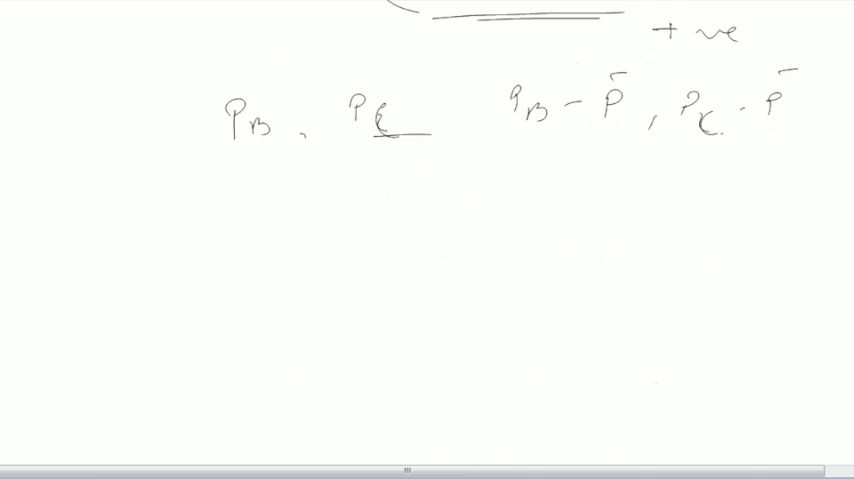 + ve
P_B , P_C P_B - P̄ , P_C - P̄